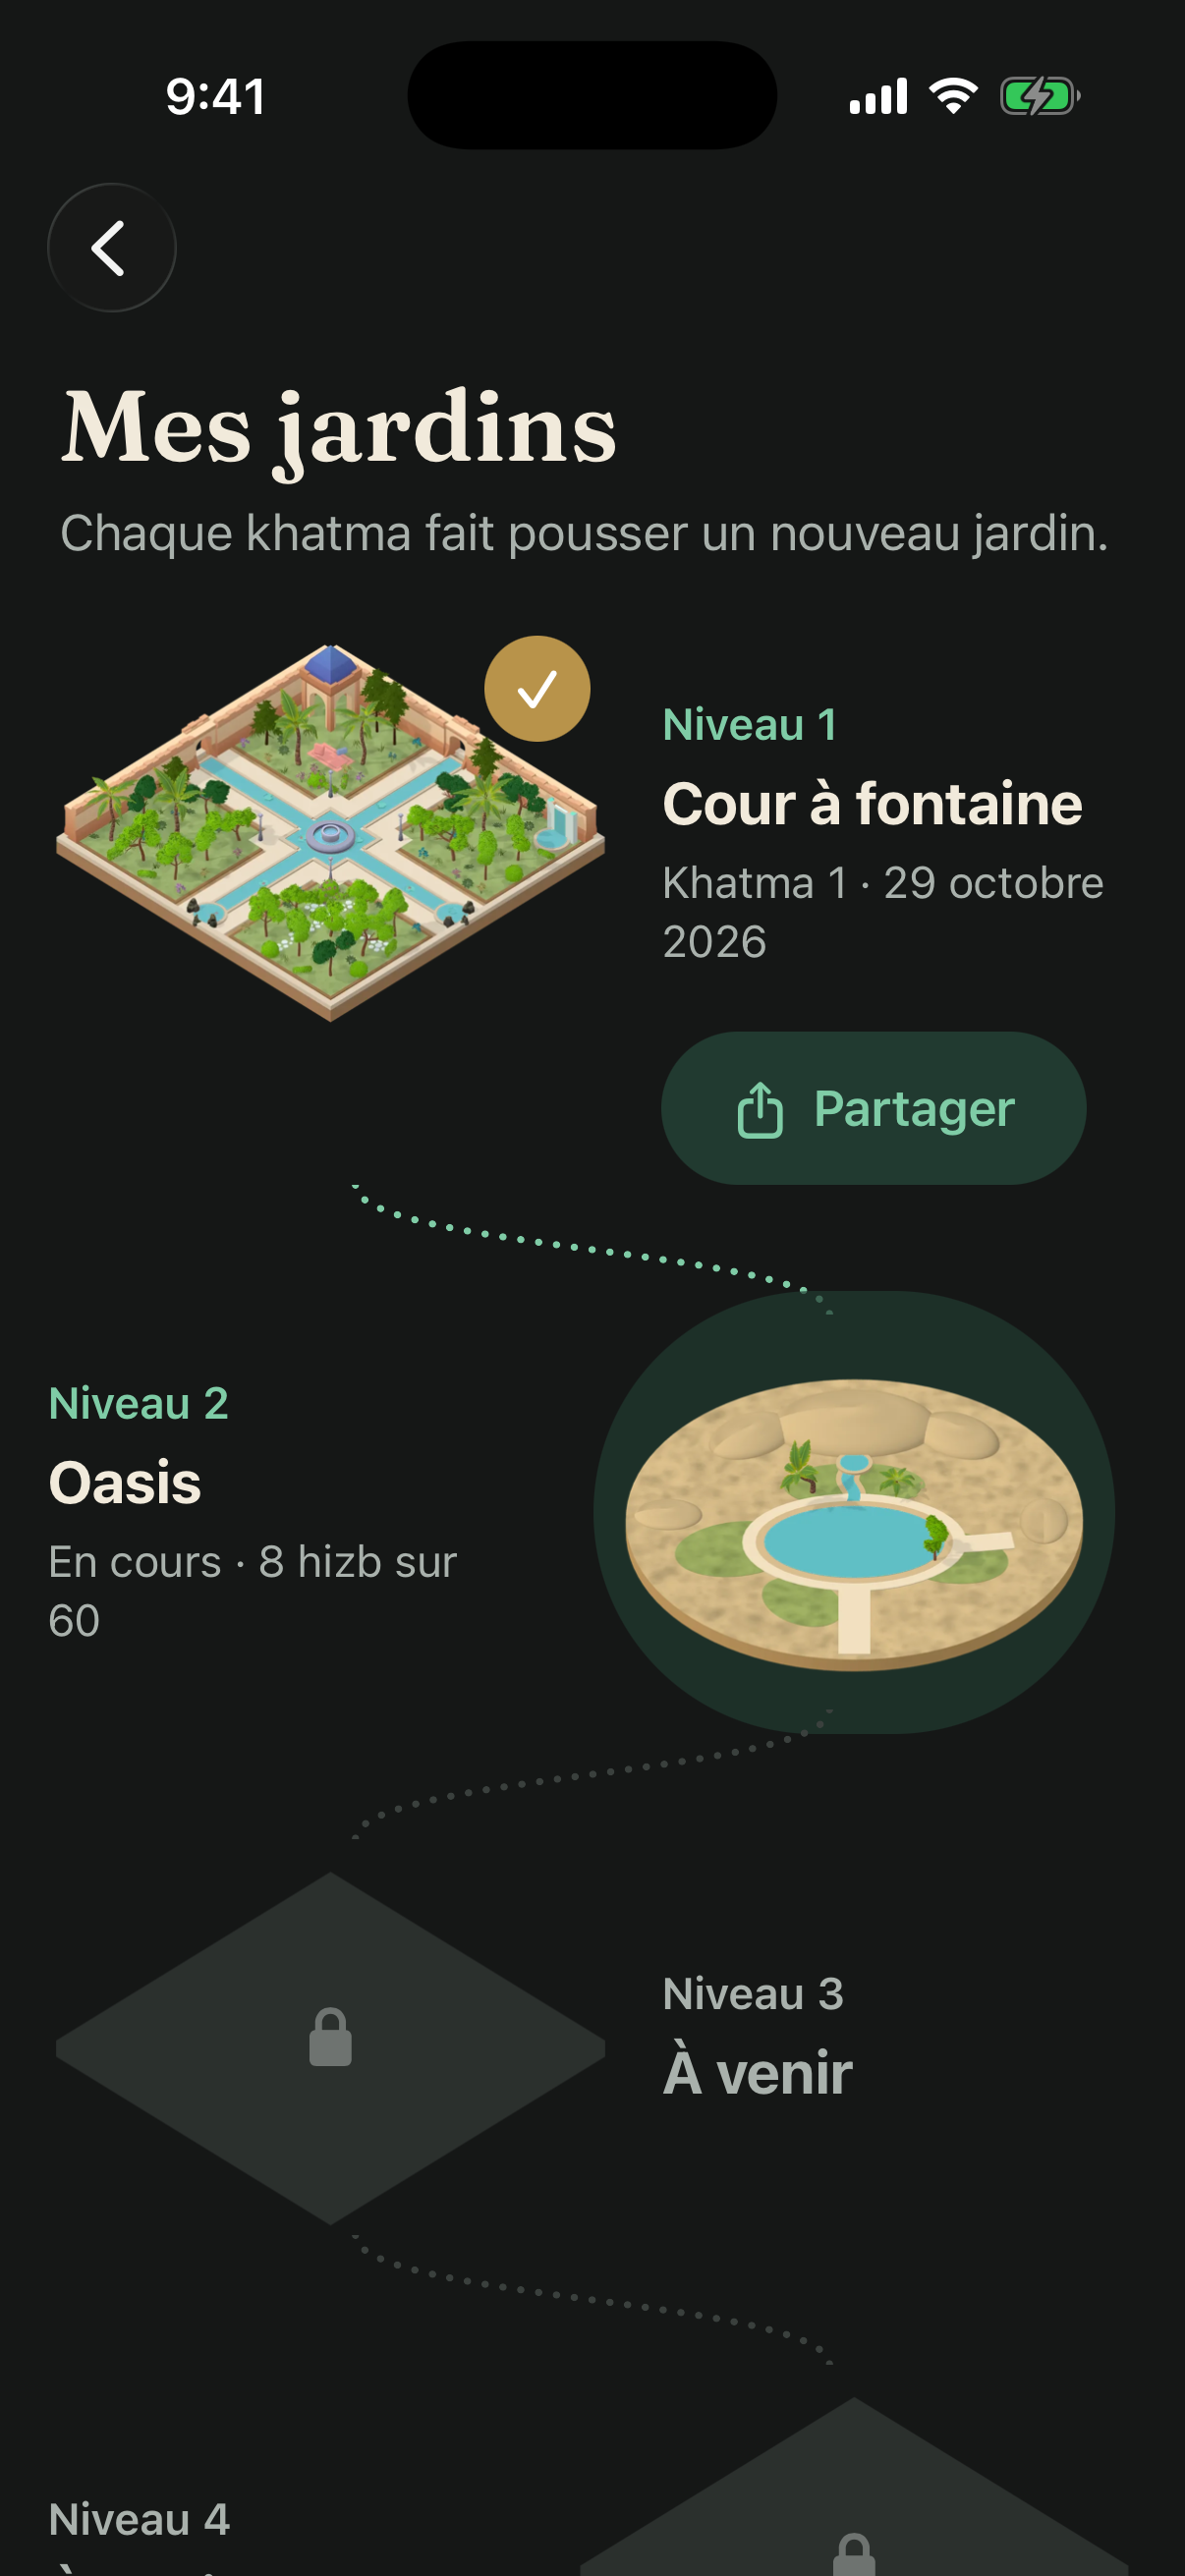 9:41
Mes jardins
Chaque khatma fait pousser un nouveau jardin.
Niveau 1
Cour à fontaine
Khatma 1 · 29 octobre
2026
Partager
Niveau 2
Oasis
En cours · 8 hizb sur
60
Niveau 3
À venir
Niveau 4